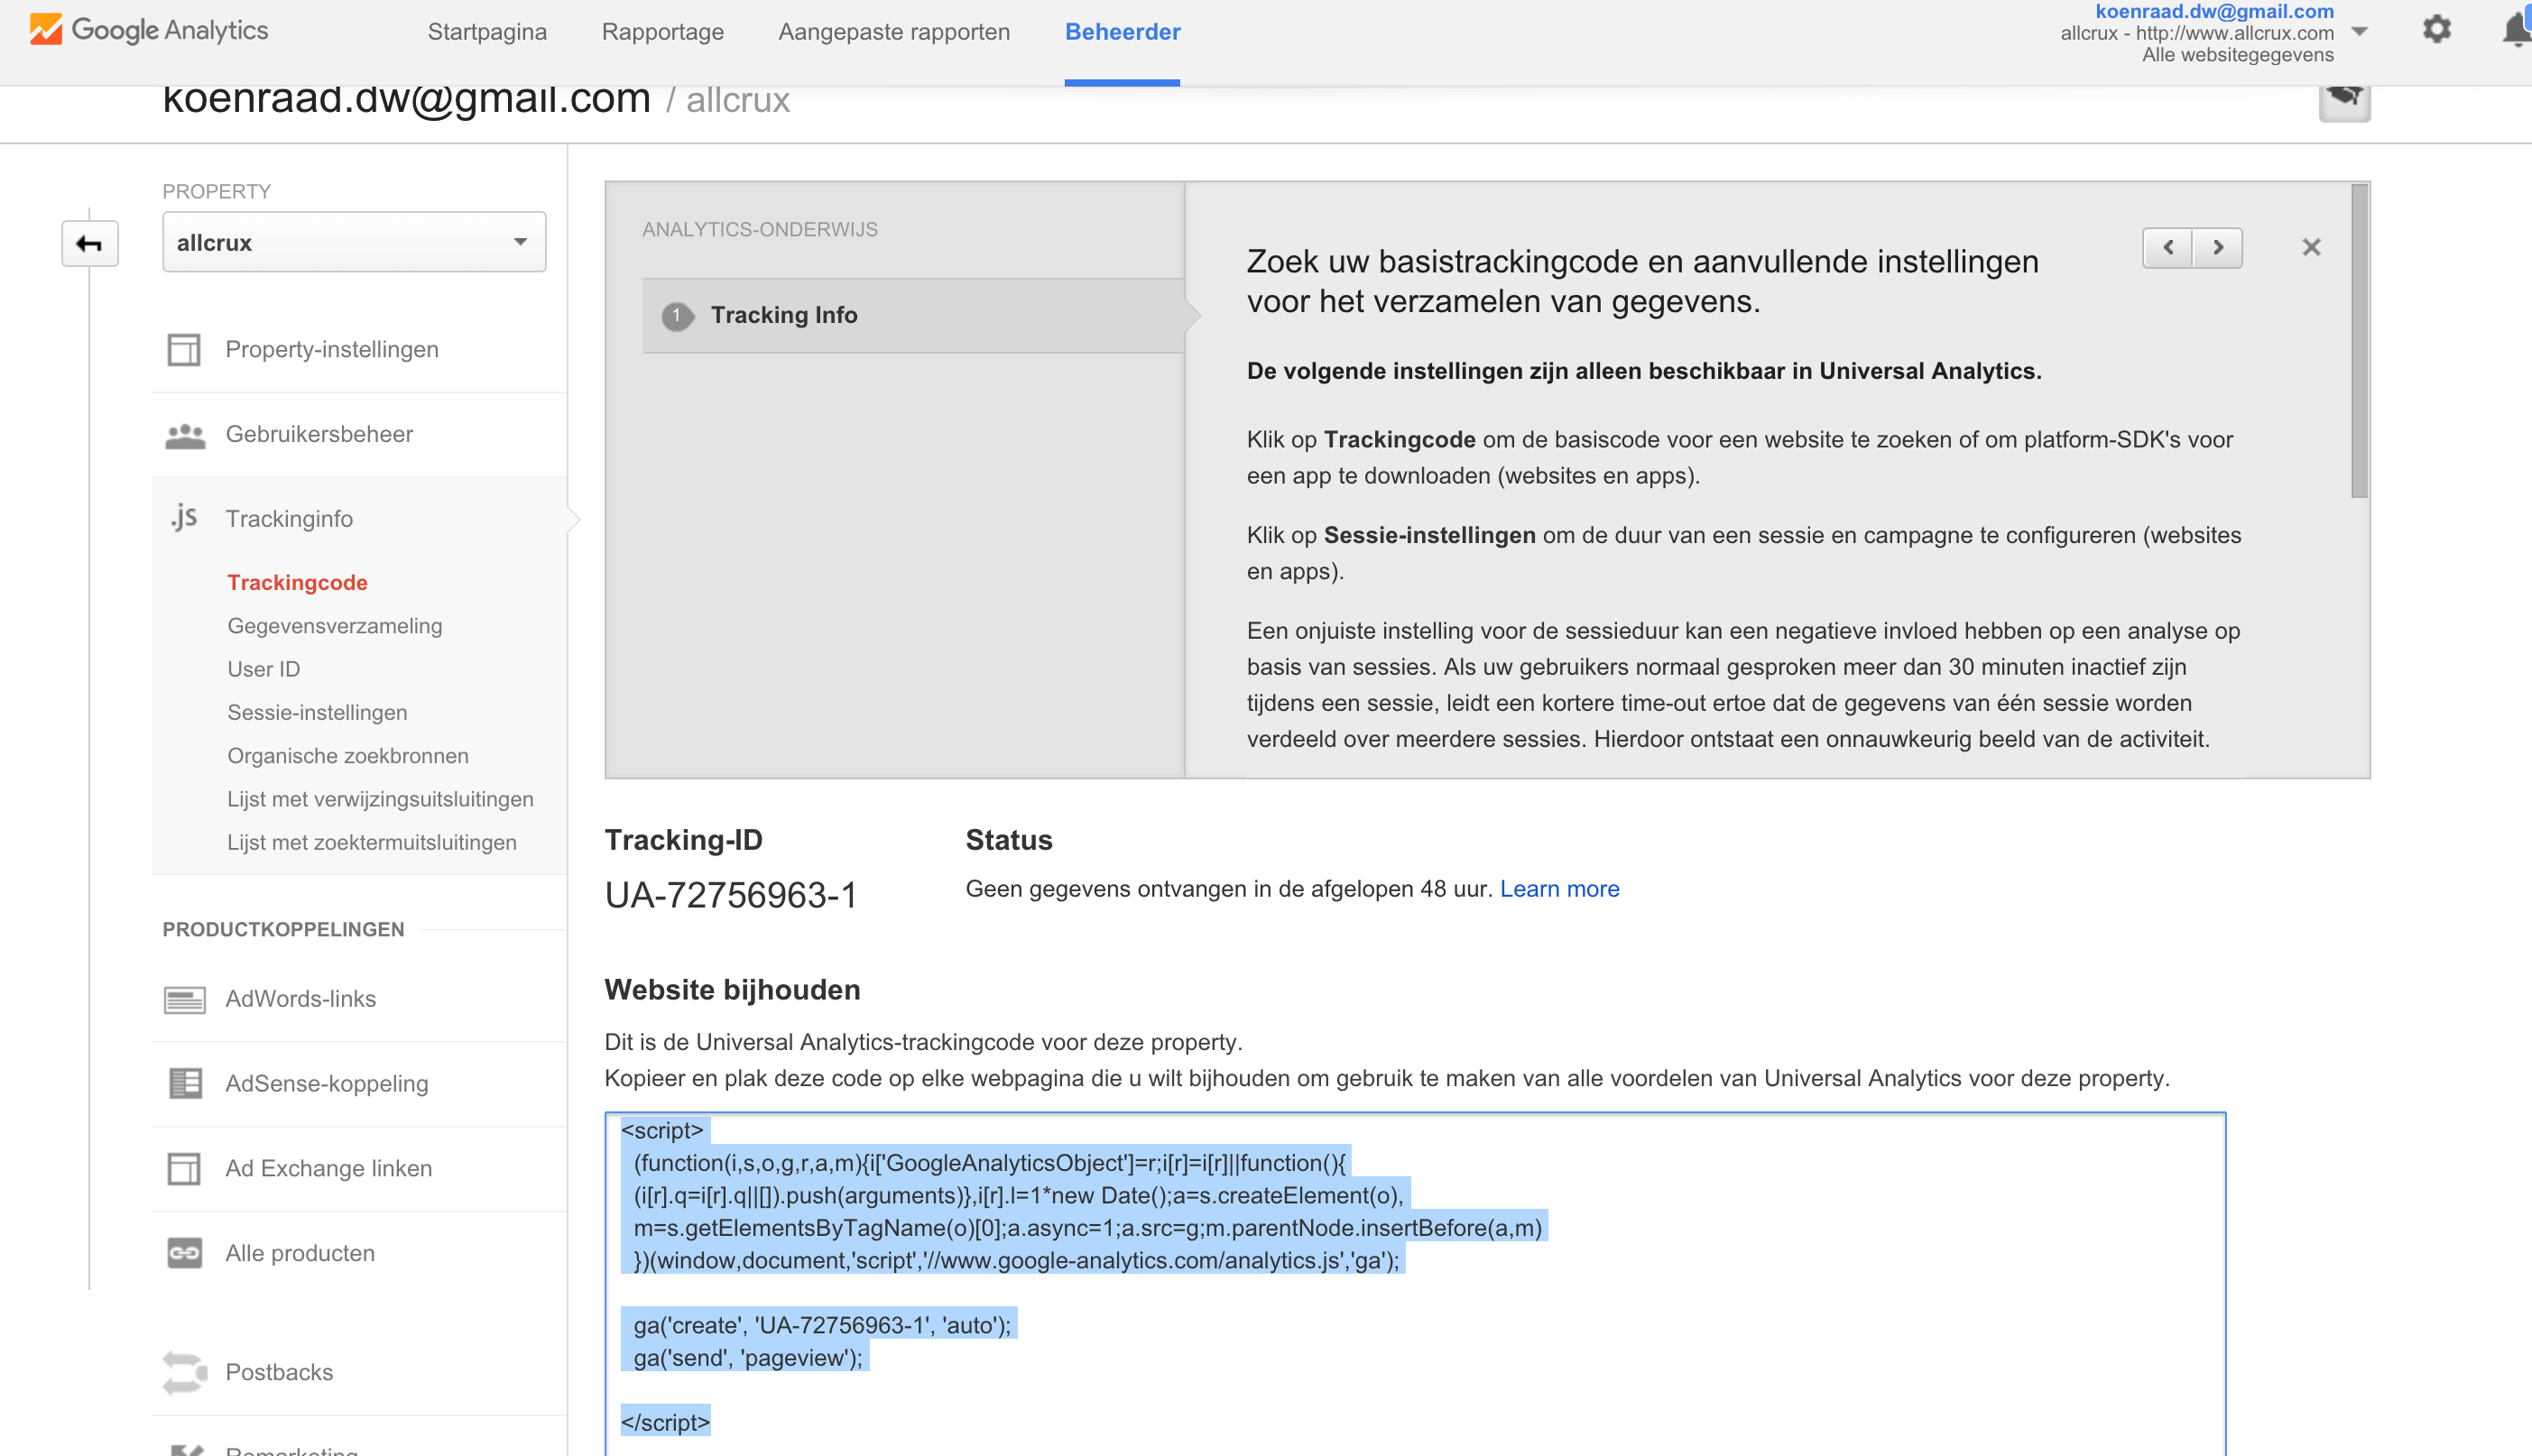 Google Analytics
Startpagina
Rapportage
Aangepaste rapporten
Beheerder
koenraad.dw@gmail.com
allcrux - http://www.allcrux.com
Alle websitegegevens
koenraad.dw@gmail.com / allcrux
PROPERTY
allcrux
Property-instellingen
Gebruikersbeheer
.js Trackinginfo
Trackingcode
Gegevensverzameling
User ID
Sessie-instellingen
Organische zoekbronnen
Lijst met verwijzingsuitsluitingen
Lijst met zoektermuitsluitingen
PRODUCTKOPPELINGEN
AdWords-links
AdSense-koppeling
Ad Exchange linken
Alle producten
Postbacks
Remarketing
ANALYTICS-ONDERWIJS
1 Tracking Info
Zoek uw basistrackingcode en aanvullende instellingen
voor het verzamelen van gegevens.
De volgende instellingen zijn alleen beschikbaar in Universal Analytics.
Klik op Trackingcode om de basiscode voor een website te zoeken of om platform-SDK's voor
een app te downloaden (websites en apps).
Klik op Sessie-instellingen om de duur van een sessie en campagne te configureren (websites
en apps).
Een onjuiste instelling voor de sessieduur kan een negatieve invloed hebben op een analyse op
basis van sessies. Als uw gebruikers normaal gesproken meer dan 30 minuten inactief zijn
tijdens een sessie, leidt een kortere time-out ertoe dat de gegevens van één sessie worden
verdeeld over meerdere sessies. Hierdoor ontstaat een onnauwkeurig beeld van de activiteit.
Tracking-ID
UA-72756963-1
Status
Geen gegevens ontvangen in de afgelopen 48 uur. Learn more
Website bijhouden
Dit is de Universal Analytics-trackingcode voor deze property.
Kopieer en plak deze code op elke webpagina die u wilt bijhouden om gebruik te maken van alle voordelen van Universal Analytics voor deze property.
<script>
(function(i,s,o,g,r,a,m){i['GoogleAnalyticsObject']=r;i[r]=i[r]||function(){
(i[r].q=i[r].q||[]).push(arguments)},i[r].l=1*new Date();a=s.createElement(o),
m=s.getElementsByTagName(o)[0];a.async=1;a.src=g;m.parentNode.insertBefore(a,m)
})(window,document,'script','//www.google-analytics.com/analytics.js','ga');
ga('create', 'UA-72756963-1', 'auto');
ga('send', 'pageview');
</script>